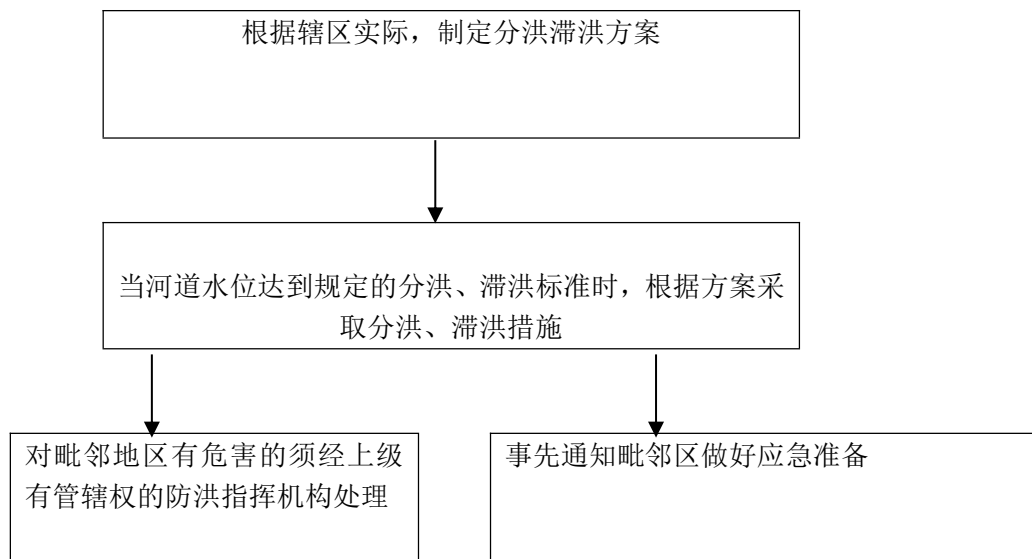 根据辖区实际，制定分洪滞洪方案
当河道水位达到规定的分洪、滞洪标准时，根据方案采
取分洪、滞洪措施
对毗邻地区有危害的须经上级
有管辖权的防洪指挥机构处理
事先通知毗邻区做好应急准备